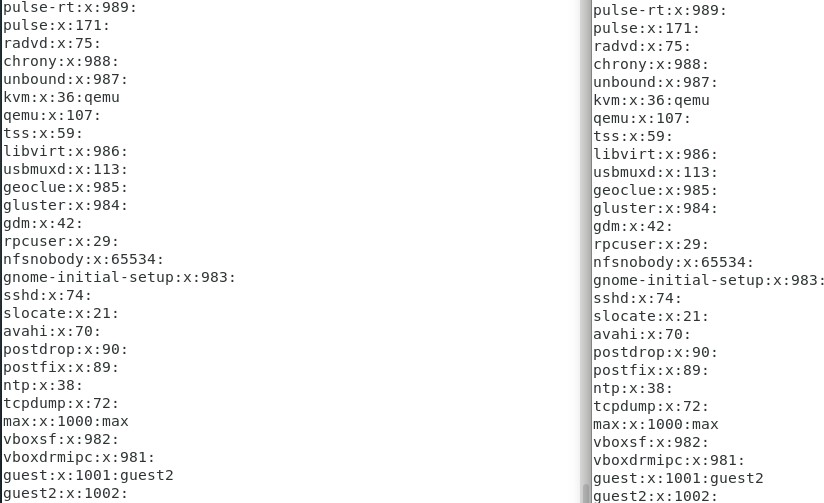 pulse-rt:x:989:
pulse:x:171:
radvd:x:75:
chrony:x:988:
unbound:x:987:
kvm:x:36:qemu
qemu:x:107:
tss:x:59:
libvirt:x:986:
usbmuxd:x:113:
geoclue:x:985:
gluster:x:984:
gdm:x:42:
rpcuser:x:29:
nfsnobody:x:65534:
gnome-initial-setup:x:983:
sshd:x:74:
slocate:x:21:
avahi:x:70:
postdrop:x:90:
postfix:x:89:
ntp:x:38:
tcpdump:x:72:
max:x:1000:max
vboxsf:x:982:
vboxdrmipc:x:981:
guest:x:1001:guest2
guest2:x:1002:
pulse-rt:x:989:
pulse:x:171:
radvd:x:75:
chrony:x:988:
unbound:x:987:
kvm:x:36:qemu
qemu:x:107:
tss:x:59:
libvirt:x:986:
usbmuxd:x:113:
geoclue:x:985:
gluster:x:984:
gdm:x:42:
rpcuser:x:29:
nfsnobody:x:65534:
gnome-initial-setup:x:983:
sshd:x:74:
slocate:x:21:
avahi:x:70:
postdrop:x:90:
postfix:x:89:
ntp:x:38:
tcpdump:x:72:
max:x:1000:max
vboxsf:x:982:
vboxdrmipc:x:981:
guest:x:1001:guest2
guest2:x:1002: